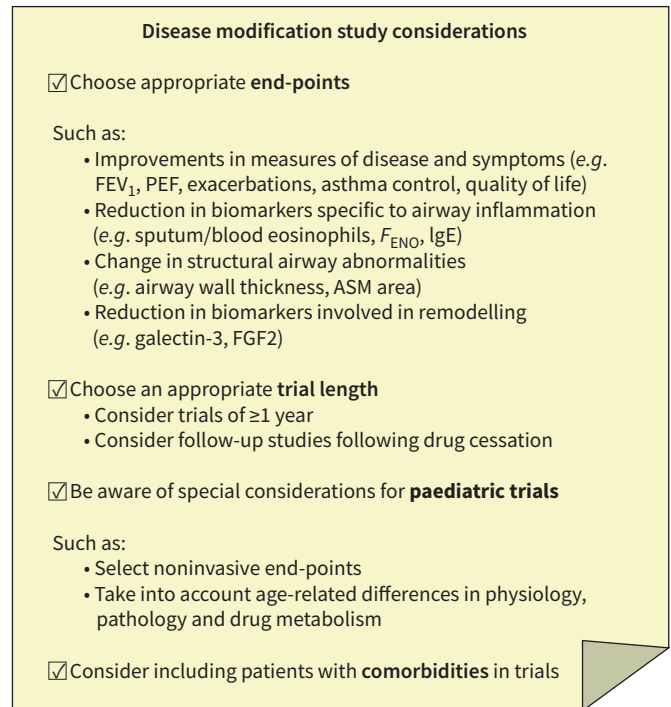 Disease modification study considerations
☑ Choose appropriate end-points
Such as:
• Improvements in measures of disease and symptoms (e.g.
FEV₁, PEF, exacerbations, asthma control, quality of life)
• Reduction in biomarkers specific to airway inflammation
(e.g. sputum/blood eosinophils, FENO, IgE)
• Change in structural airway abnormalities
(e.g. airway wall thickness, ASM area)
• Reduction in biomarkers involved in remodelling
(e.g. galectin-3, FGF2)
☑ Choose an appropriate trial length
• Consider trials of ≥1 year
• Consider follow-up studies following drug cessation
☑ Be aware of special considerations for paediatric trials
Such as:
• Select noninvasive end-points
• Take into account age-related differences in physiology,
pathology and drug metabolism
☑ Consider including patients with comorbidities in trials